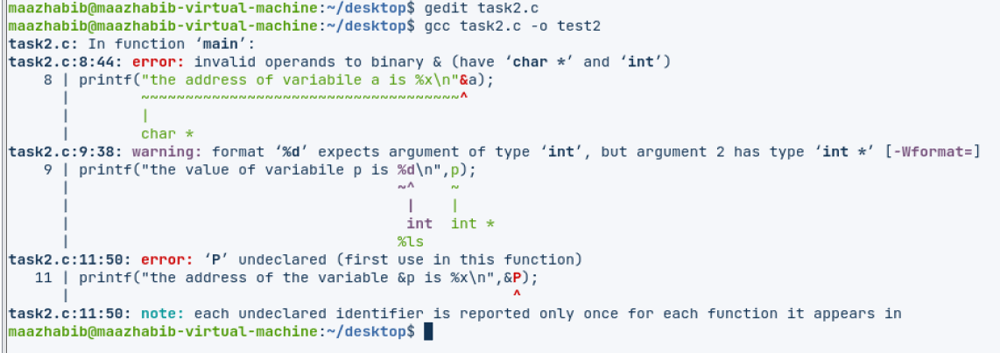 maazhabib@maazhabib-virtual-machine:~/desktop$ gedit task2.c
maazhabib@maazhabib-virtual-machine:~/desktop$ gcc task2.c -o test2
task2.c: In function ‘main’:
task2.c:8:44: error: invalid operands to binary & (have ‘char *’ and ‘int’)
    8 | printf("the address of variabile a is %x\n"&a);
      |        ~~~~~~~~~~~~~~~~~~~~~~~~~~~~~~~~~~~~^
      |        |
      |        char *
task2.c:9:38: warning: format ‘%d’ expects argument of type ‘int’, but argument 2 has type ‘int *’ [-Wformat=]
    9 | printf("the value of variabile p is %d\n",p);
      |                                     ~^    ~
      |                                      |    |
      |                                      int  int *
      |                                     %ls
task2.c:11:50: error: ‘P’ undeclared (first use in this function)
   11 | printf("the address of the variable &p is %x\n",&P);
      |                                                  ^
task2.c:11:50: note: each undeclared identifier is reported only once for each function it appears in
maazhabib@maazhabib-virtual-machine:~/desktop$